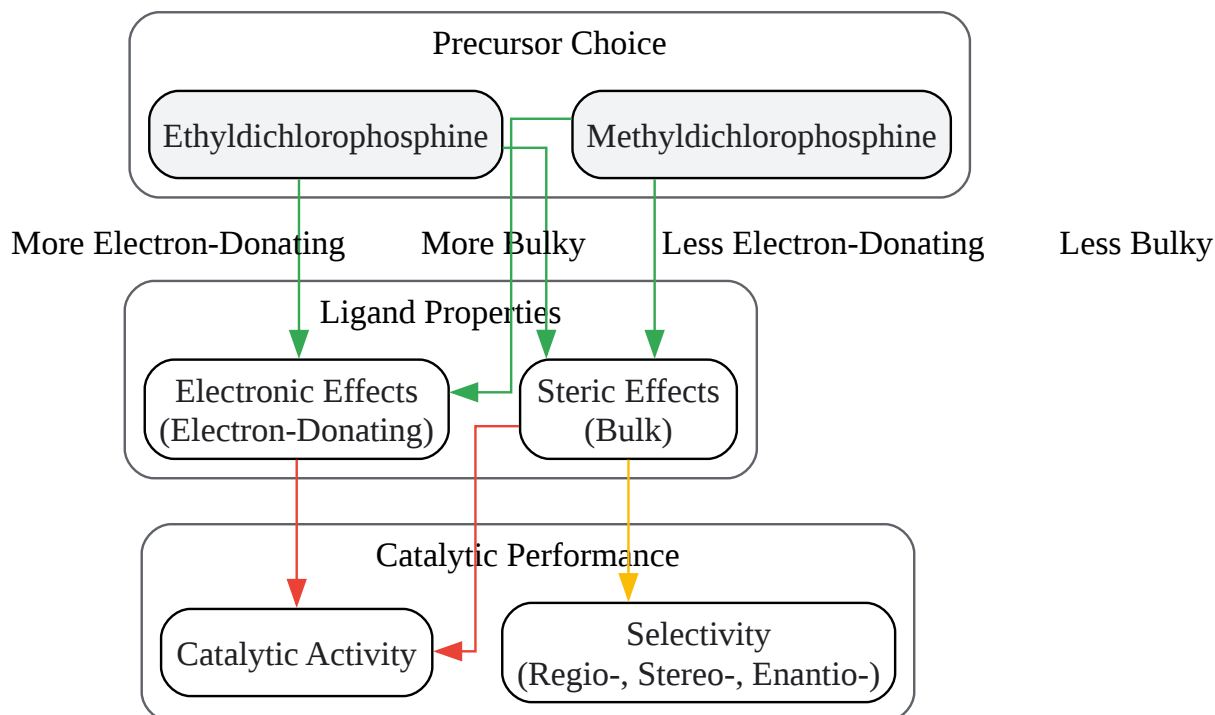 Precursor Choice
Ethyldichlorophosphine
Methyldichlorophosphine
More Electron-Donating
More Bulky
Less Electron-Donating
Less Bulky
Ligand Properties
Electronic Effects
(Electron-Donating)
Steric Effects
(Bulk)
Catalytic Performance
Catalytic Activity
Selectivity
(Regio-, Stereo-, Enantio-)